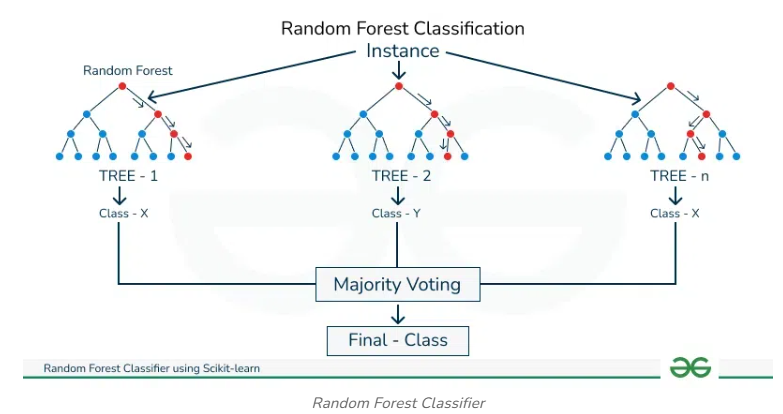 Random Forest Classification
Instance
Random Forest
TREE - 1
TREE - 2
TREE - n
Class - X
Class - Y
Class - X
Majority Voting
Final - Class
Random Forest Classifier using Scikit-learn
Random Forest Classifier